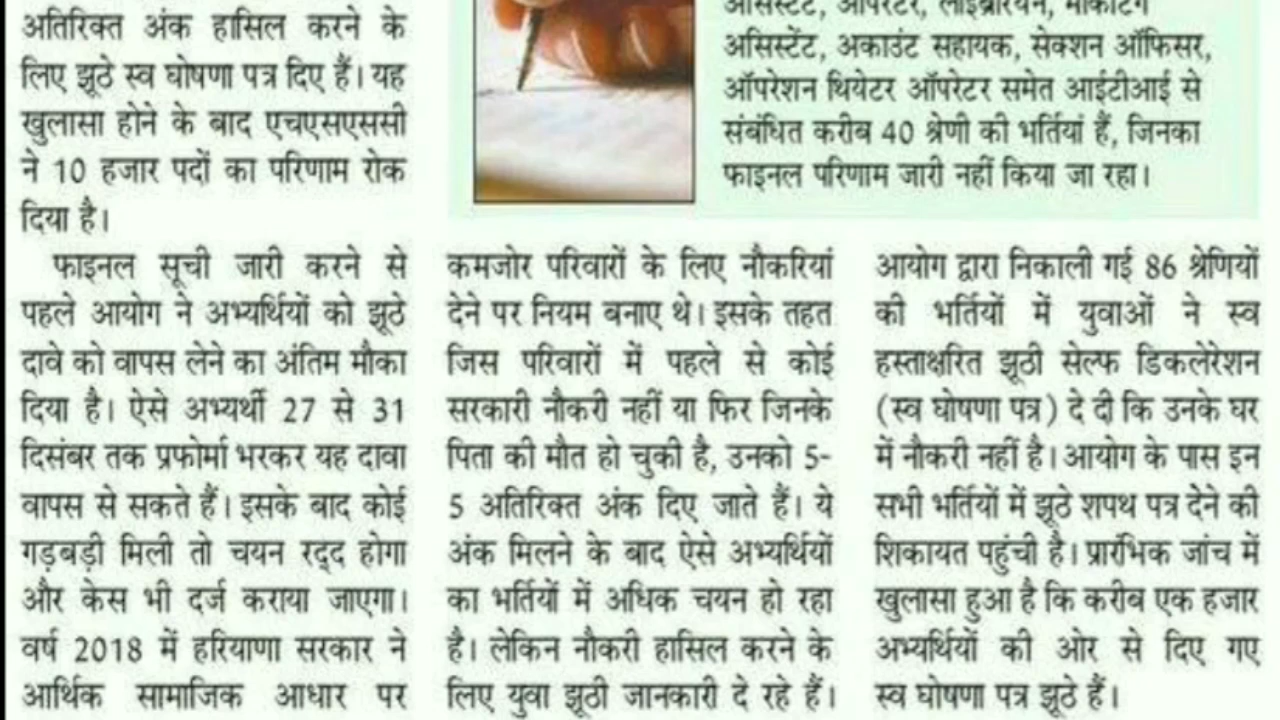 अतिरिक्त अंक हासिल करने के
लिए झूठे स्व घोषणा पत्र दिए हैं। यह
खुलासा होने के बाद एचएसएससी
ने 10 हजार पदों का परिणाम रोक
दिया है।
फाइनल सूची जारी करने से
पहले आयोग ने अभ्यर्थियों को झूठे
दावे को वापस लेने का अंतिम मौका
दिया है। ऐसे अभ्यर्थी 27 से 31
दिसंबर तक प्रफोर्मा भरकर यह दावा
वापस से सकते हैं। इसके बाद कोई
गड़बड़ी मिली तो चयन रद्द होगा
और केस भी दर्ज कराया जाएगा।
वर्ष 2018 में हरियाणा सरकार ने
आर्थिक सामाजिक आधार पर
असिस्टेंट, ऑपरेटर, लाइब्रेरियन, मार्केटिंग
असिस्टेंट, अकाउंट सहायक, सेक्शन ऑफिसर,
ऑपरेशन थियेटर ऑपरेटर समेत आईटीआई से
संबंधित करीब 40 श्रेणी की भर्तियां हैं, जिनका
फाइनल परिणाम जारी नहीं किया जा रहा।
कमजोर परिवारों के लिए नौकरियां
देने पर नियम बनाए थे। इसके तहत
जिस परिवारों में पहले से कोई
सरकारी नौकरी नहीं या फिर जिनके
पिता की मौत हो चुकी है, उनको 5-
5 अतिरिक्त अंक दिए जाते हैं। ये
अंक मिलने के बाद ऐसे अभ्यर्थियों
का भर्तियों में अधिक चयन हो रहा
है। लेकिन नौकरी हासिल करने के
लिए युवा झूठी जानकारी दे रहे हैं।
आयोग द्वारा निकाली गई 86 श्रेणियों
की भर्तियों में युवाओं ने स्व
हस्ताक्षरित झूठी सेल्फ डिकलेरेशन
(स्व घोषणा पत्र) दे दी कि उनके घर
में नौकरी नहीं है। आयोग के पास इन
सभी भर्तियों में झूठे शपथ पत्र देने की
शिकायत पहुंची है। प्रारंभिक जांच में
खुलासा हुआ है कि करीब एक हजार
अभ्यर्थियों की ओर से दिए गए
स्व घोषणा पत्र झूठे हैं।